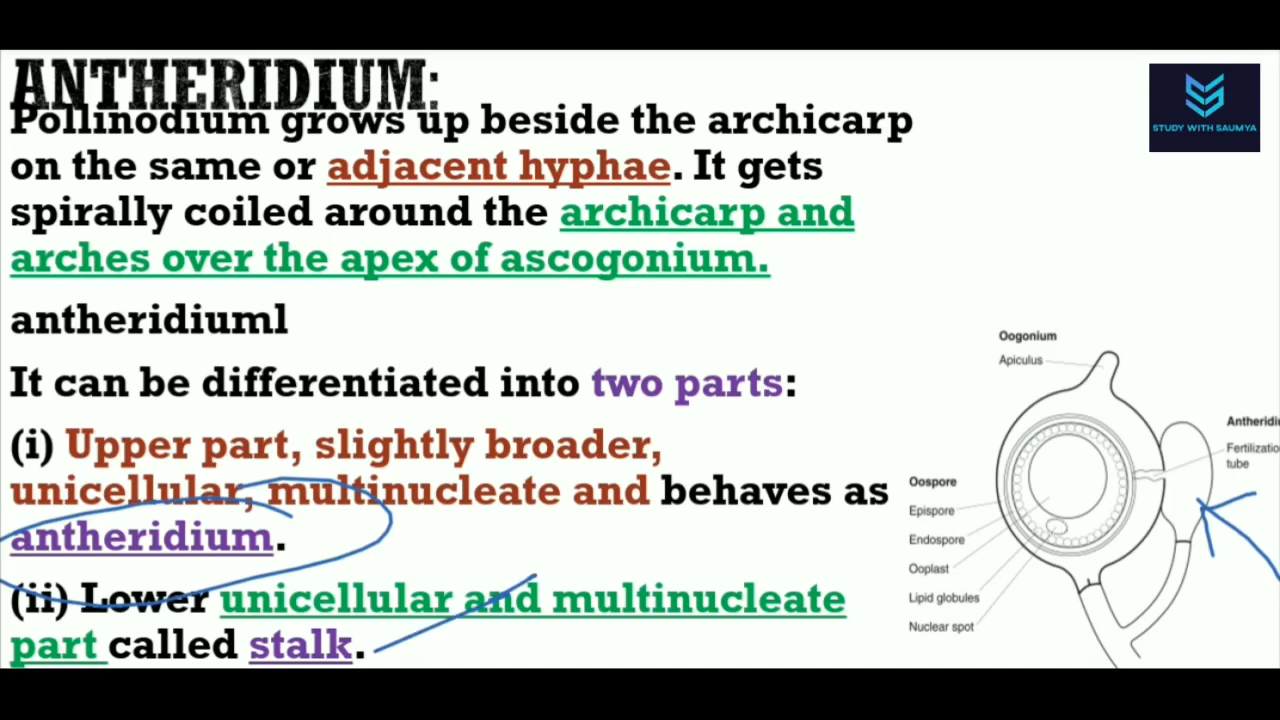 ANTHERIDIUM:
Pollinodium grows up beside the archicarp
on the same or adjacent hyphae. It gets
spirally coiled around the archicarp and
arches over the apex of ascogonium.
antheridiuml
It can be differentiated into two parts:
(i) Upper part, slightly broader,
unicellular, multinucleate and behaves as
antheridium.
(ii) Lower unicellular and multinucleate
part called stalk.
STUDY WITH SAUMYA
Oogonium
Apiculus
Antheridi
Fertilizatio
tube
Oospore
Epispore
Endospore
Ooplast
Lipid globules
Nuclear spot